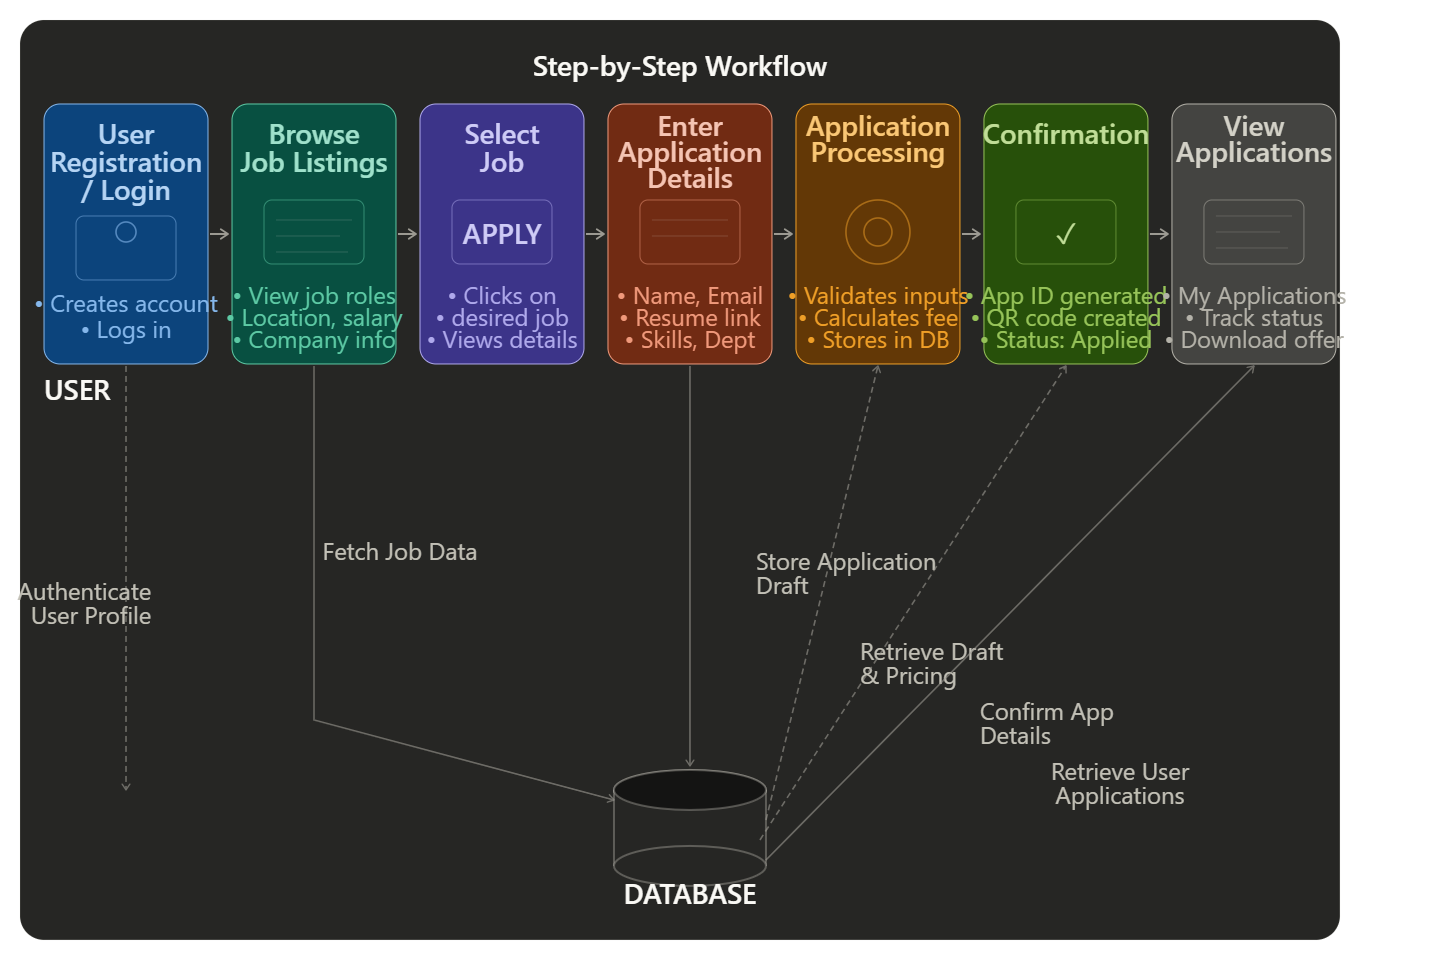 Step-by-Step Workflow
User
Registration
/ Login
• Creates account
• Logs in
Browse
Job Listings
• View job roles
• Location, salary
• Company info
Select
Job
APPLY
• Clicks on
• desired job
• Views details
Enter
Application
Details
• Name, Email
• Resume link
• Skills, Dept
Application
Processing
• Validates inputs
• Calculates fee
• Stores in DB
Confirmation
✓
• App ID generated
• QR code created
• Status: Applied
View
Applications
• My Applications
• Track status
• Download offer
USER
Authenticate
User Profile
Fetch Job Data
Store Application
Draft
Retrieve Draft
& Pricing
Confirm App
Details
Retrieve User
Applications
DATABASE